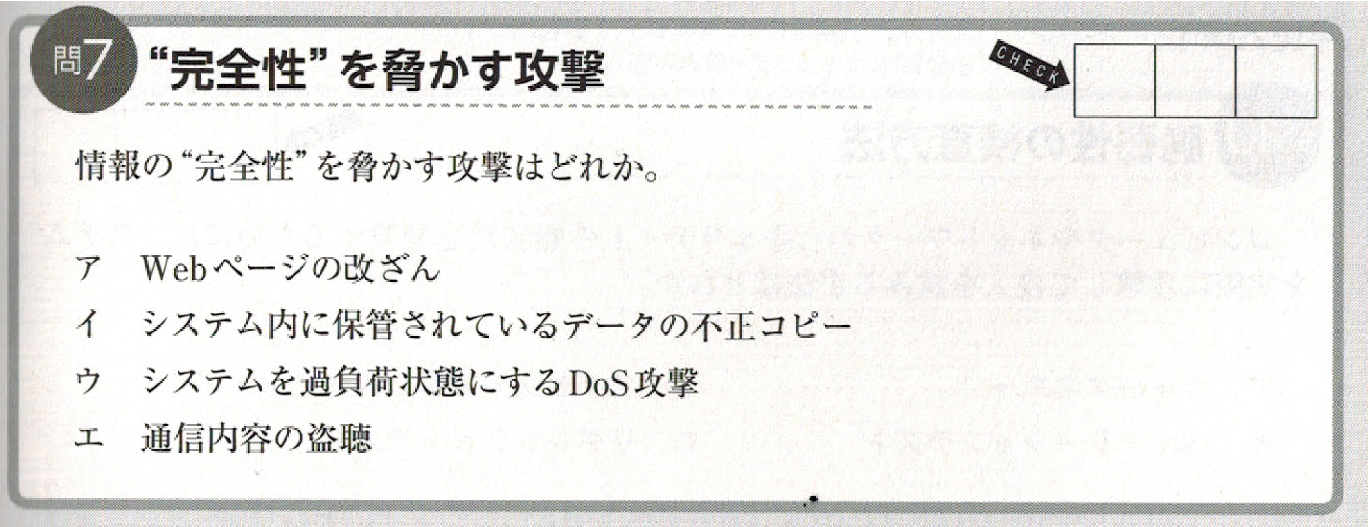 問7 “完全性”を脅かす攻撃
CHECK
情報の“完全性”を脅かす攻撃はどれか。
ア Webページの改ざん
イ システム内に保管されているデータの不正コピー
ウ システムを過負荷状態にするDoS攻撃
エ 通信内容の盗聴